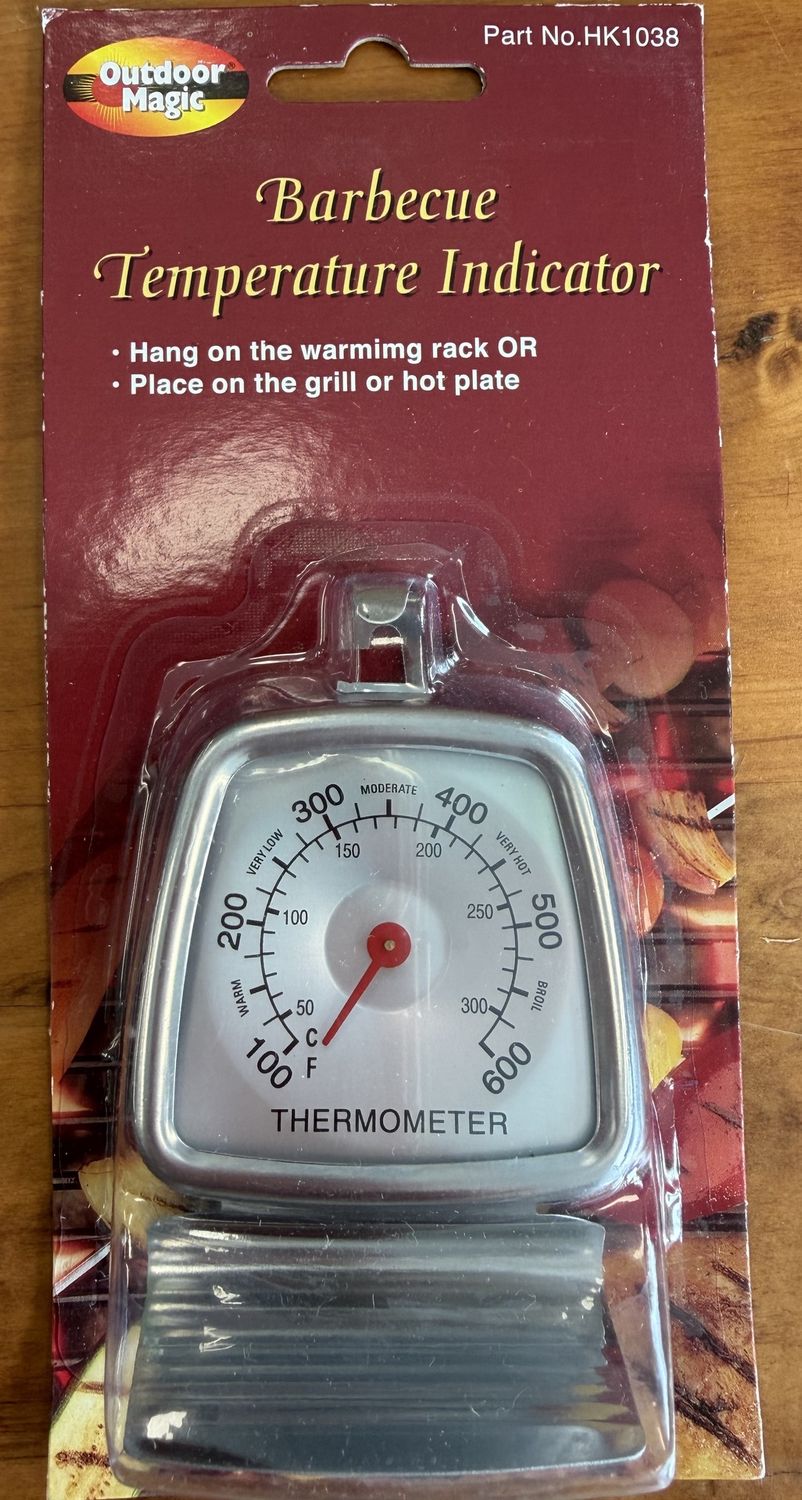 Part No.HK1038
Outdoor®
Magic
Barbecue
Temperature Indicator
• Hang on the warmimg rack OR
• Place on the grill or hot plate
MODERATE
300 400
VERY LOW VERY HOT
150 200
200 500
100 250
WARM BROIL
50 300
C
100 600
F
THERMOMETER